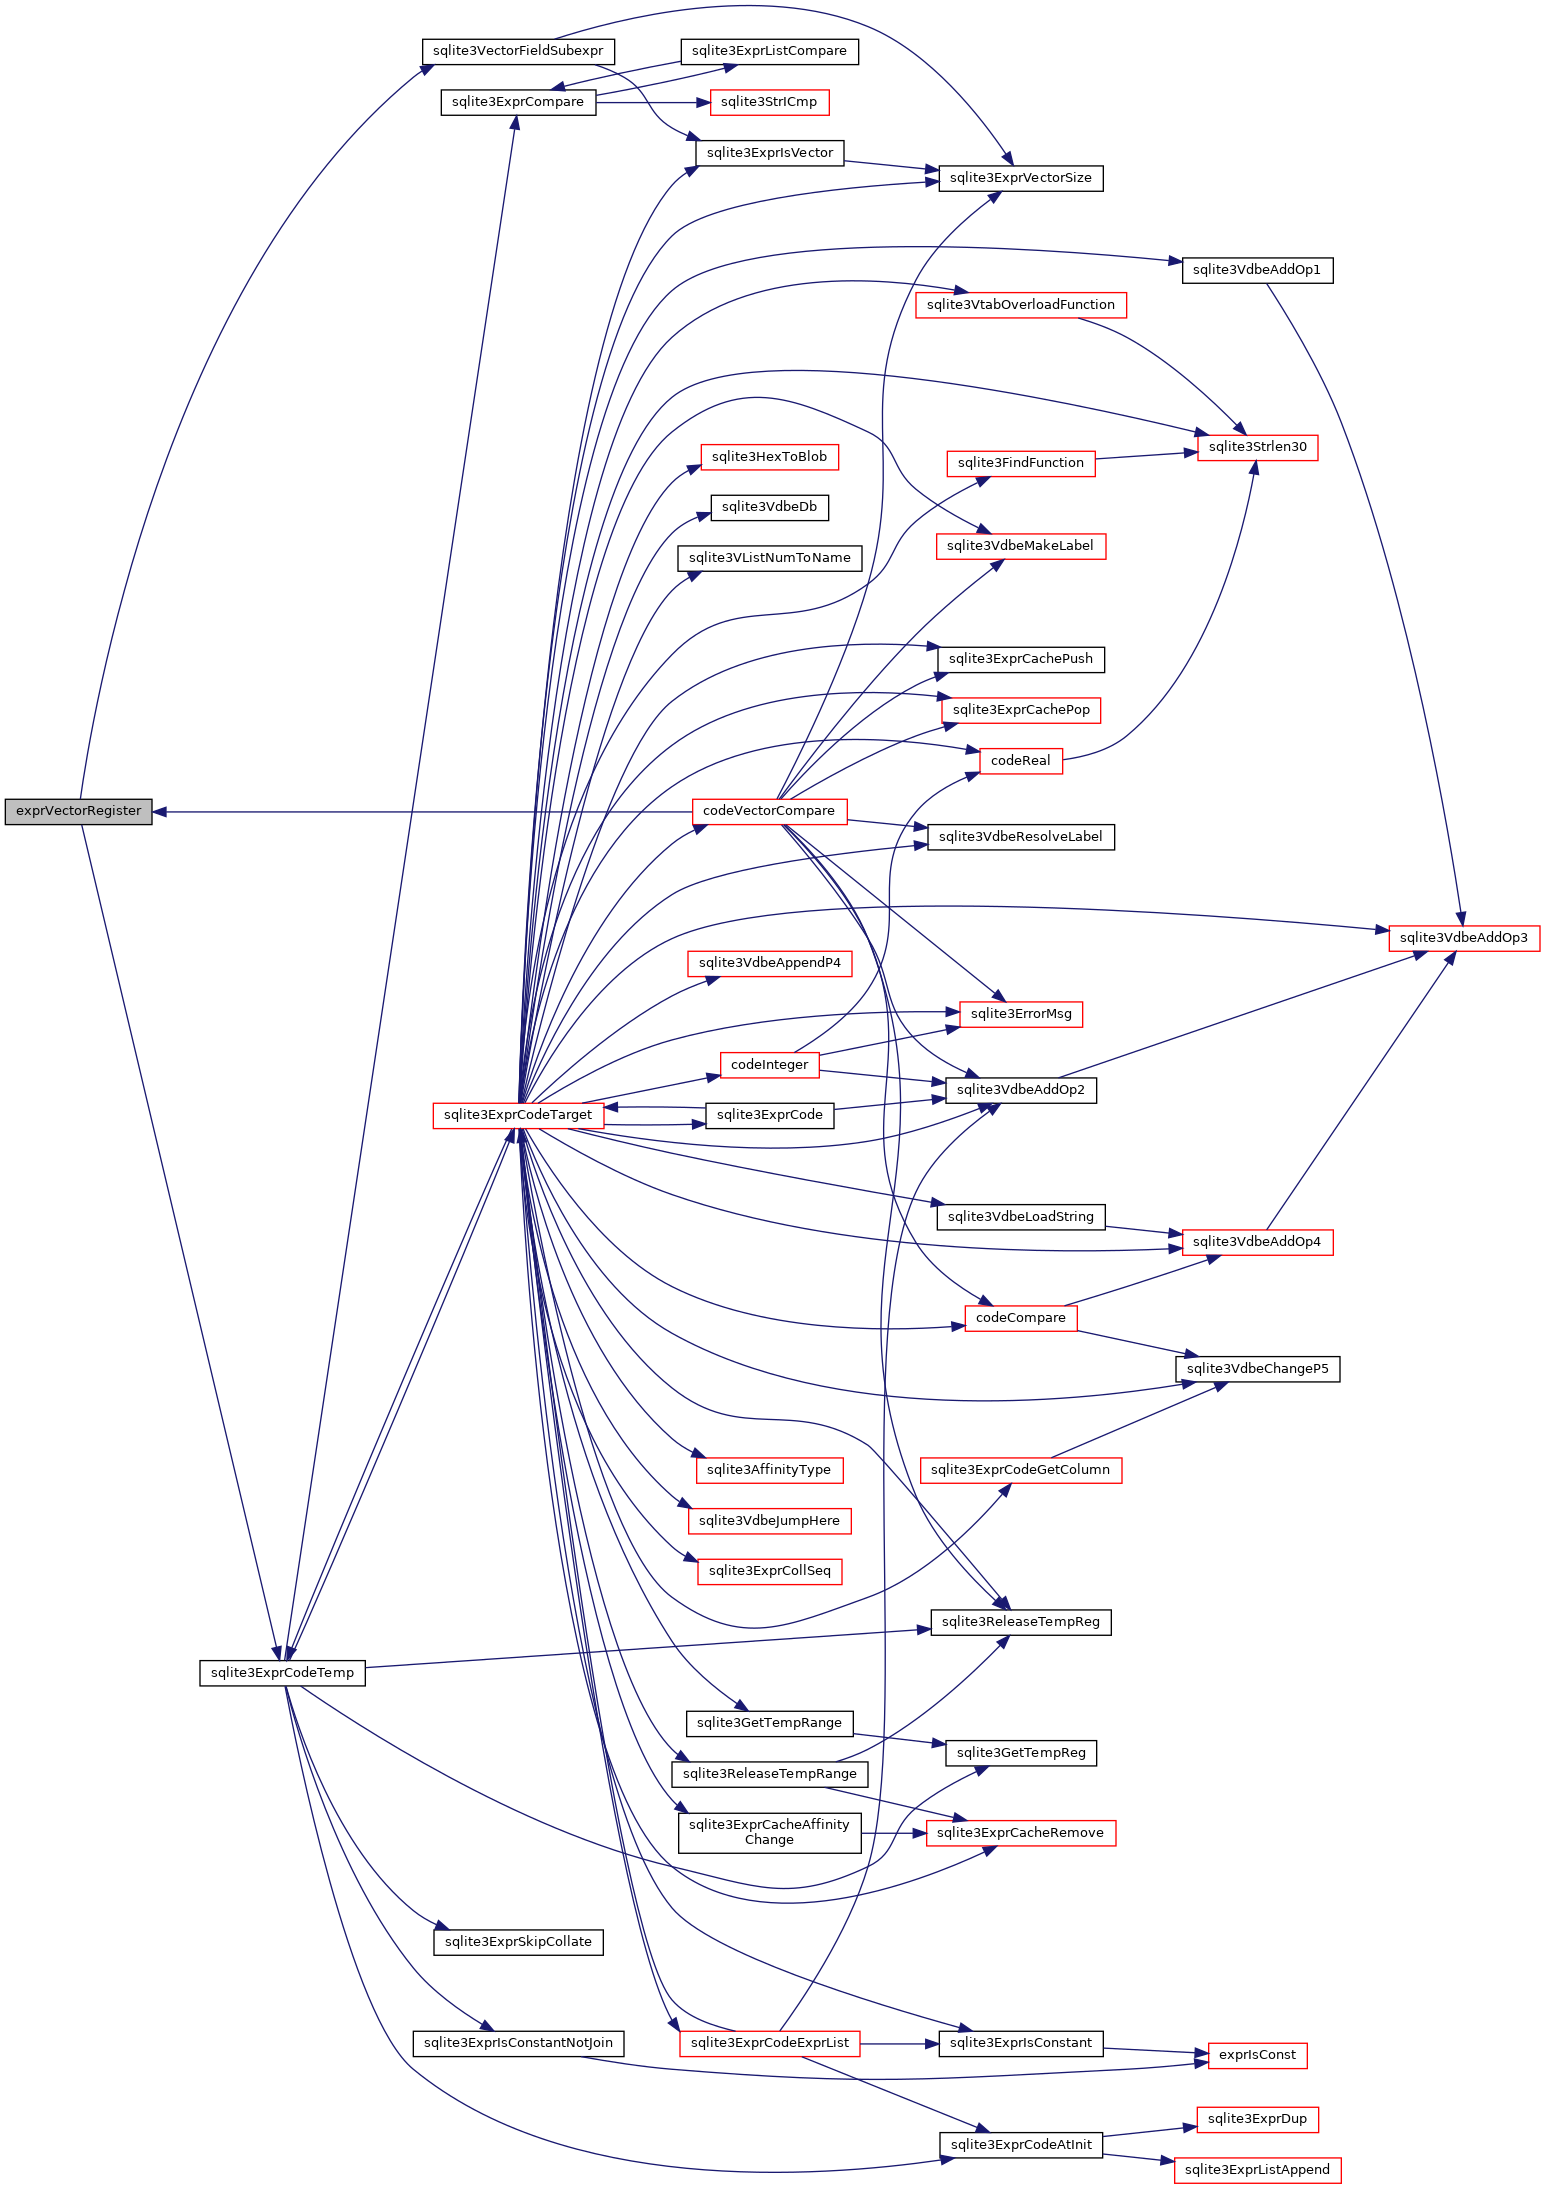 sqlite3VectorFieldSubexpr
sqlite3ExprListCompare
sqlite3ExprCompare
sqlite3StrICmp
sqlite3ExprIsVector
sqlite3ExprVectorSize
sqlite3VdbeAddOp1
sqlite3VtabOverloadFunction
sqlite3Strlen30
sqlite3HexToBlob
sqlite3FindFunction
sqlite3VdbeDb
sqlite3VdbeMakeLabel
sqlite3VListNumToName
sqlite3ExprCachePush
sqlite3ExprCachePop
codeReal
exprVectorRegister
codeVectorCompare
sqlite3VdbeResolveLabel
sqlite3VdbeAddOp3
sqlite3VdbeAppendP4
sqlite3ErrorMsg
codeInteger
sqlite3VdbeAddOp2
sqlite3ExprCodeTarget
sqlite3ExprCode
sqlite3VdbeLoadString
sqlite3VdbeAddOp4
codeCompare
sqlite3VdbeChangeP5
sqlite3AffinityType
sqlite3ExprCodeGetColumn
sqlite3VdbeJumpHere
sqlite3ExprCollSeq
sqlite3ReleaseTempReg
sqlite3ExprCodeTemp
sqlite3GetTempRange
sqlite3GetTempReg
sqlite3ReleaseTempRange
sqlite3ExprCacheAffinity
Change
sqlite3ExprCacheRemove
sqlite3ExprSkipCollate
sqlite3ExprIsConstantNotJoin
sqlite3ExprCodeExprList
sqlite3ExprIsConstant
exprIsConst
sqlite3ExprDup
sqlite3ExprCodeAtInit
sqlite3ExprListAppend